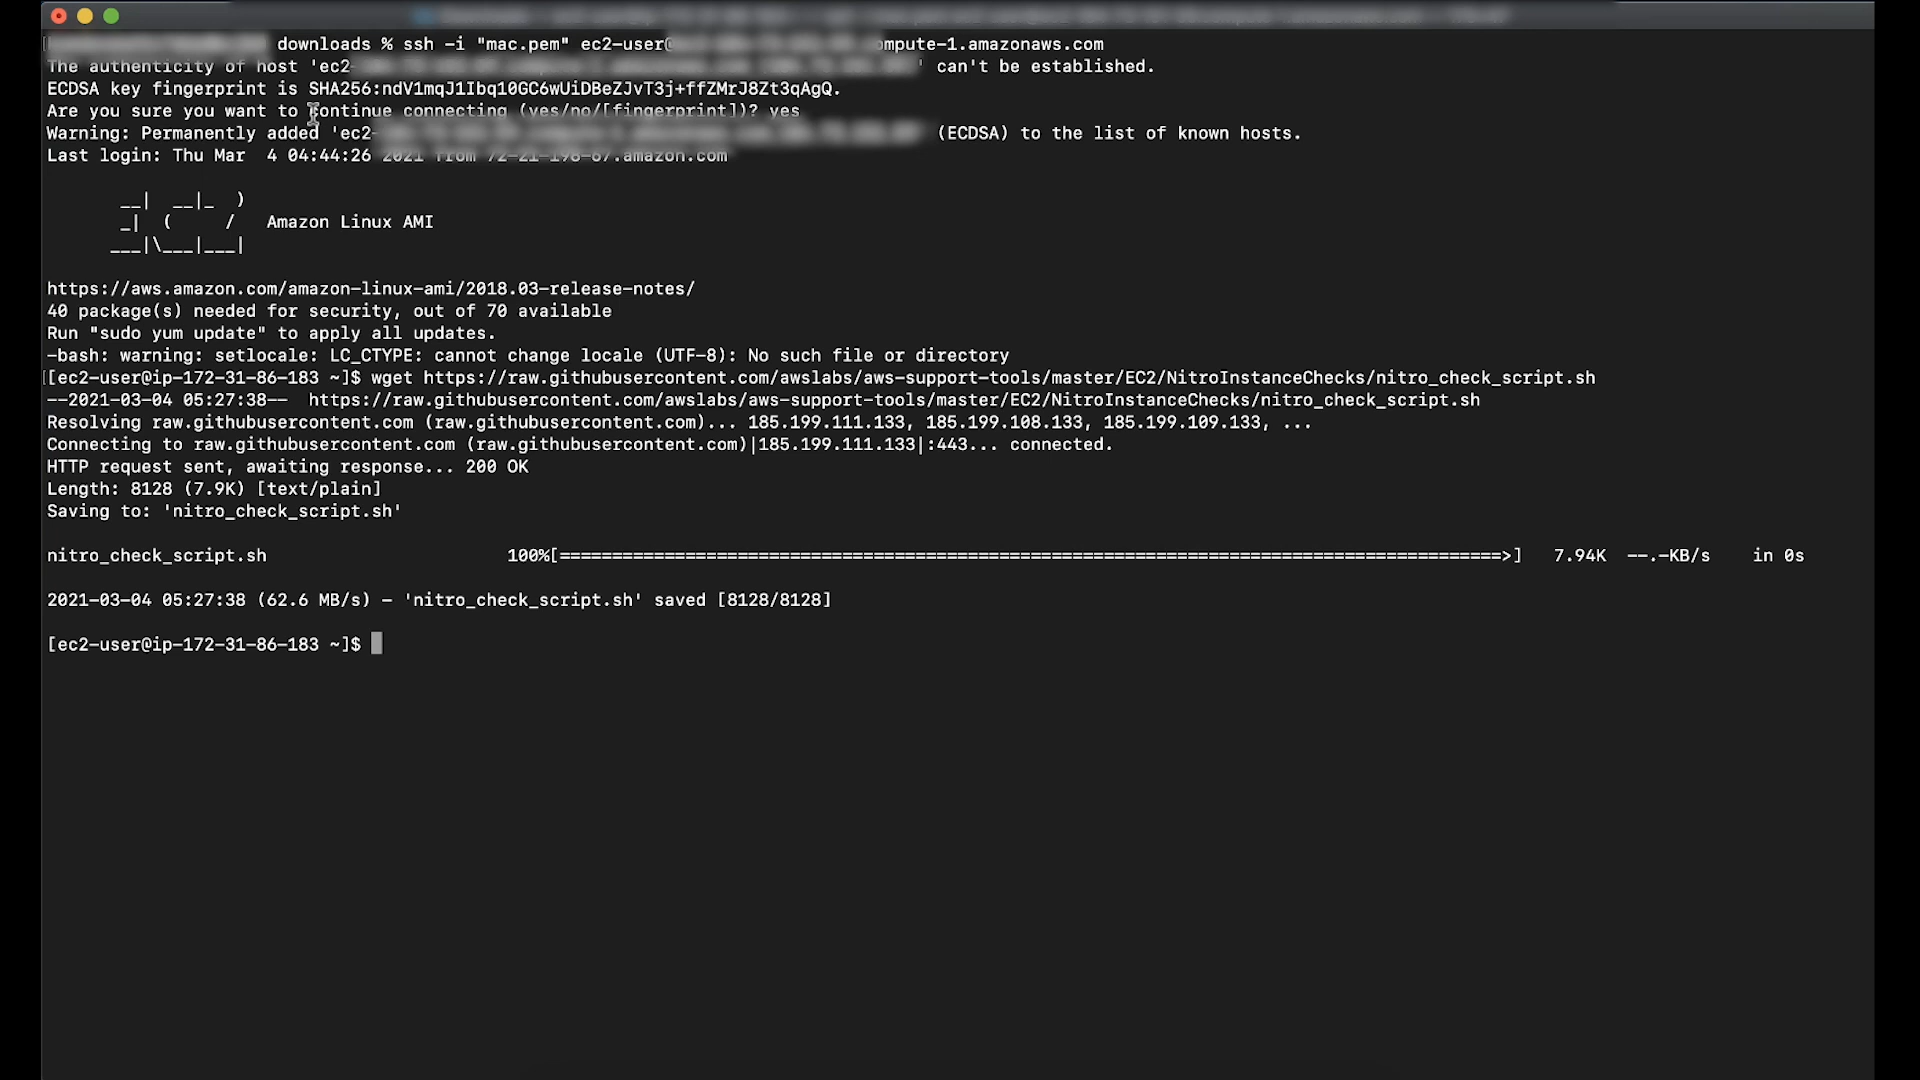 downloads % ssh -i "mac.pem" ec2-user@ ompute-1.amazonaws.com
The authenticity of host 'ec2- ' can't be established.
ECDSA key fingerprint is SHA256:ndV1mqJ1Ibq10GC6wUiDBeZJvT3j+ffZMrJ8Zt3qAgQ.
Are you sure you want to continue connecting (yes/no/[fingerprint])? yes
Warning: Permanently added 'ec2- (ECDSA) to the list of known hosts.
Last login: Thu Mar  4 04:44:26 2021 from 72-21-198-67.amazon.com
       __|  __|_  )
       _|  (     /   Amazon Linux AMI
      ___|\___|___|
https://aws.amazon.com/amazon-linux-ami/2018.03-release-notes/
40 package(s) needed for security, out of 70 available
Run "sudo yum update" to apply all updates.
-bash: warning: setlocale: LC_CTYPE: cannot change locale (UTF-8): No such file or directory
[[ec2-user@ip-172-31-86-183 ~]$ wget https://raw.githubusercontent.com/awslabs/aws-support-tools/master/EC2/NitroInstanceChecks/nitro_check_script.sh
--2021-03-04 05:27:38--  https://raw.githubusercontent.com/awslabs/aws-support-tools/master/EC2/NitroInstanceChecks/nitro_check_script.sh
Resolving raw.githubusercontent.com (raw.githubusercontent.com)... 185.199.111.133, 185.199.108.133, 185.199.109.133, ...
Connecting to raw.githubusercontent.com (raw.githubusercontent.com)|185.199.111.133|:443... connected.
HTTP request sent, awaiting response... 200 OK
Length: 8128 (7.9K) [text/plain]
Saving to: 'nitro_check_script.sh'
nitro_check_script.sh                       100%[==========================================================================================>]   7.94K  --.-KB/s    in 0s
2021-03-04 05:27:38 (62.6 MB/s) - 'nitro_check_script.sh' saved [8128/8128]
[ec2-user@ip-172-31-86-183 ~]$